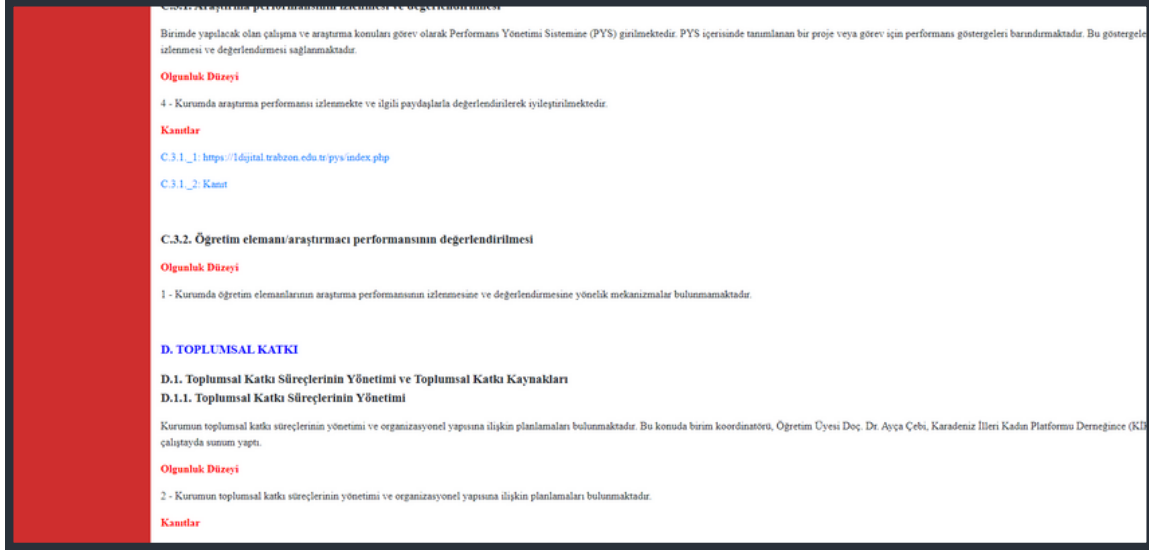 C.3.1. Araştırma performansının izlenmesi ve değerlendirilmesi
Birimde yapılacak olan çalışma ve araştırma konuları görev olarak Performans Yönetimi Sistemine (PYS) girilmektedir. PYS içerisinde tanımlanan bir proje veya görev için performans göstergeleri barındırmaktadır. Bu göstergele
izlenmesi ve değerlendirmesi sağlanmaktadır.
Olgunluk Düzeyi
4 - Kurumda araştırma performansı izlenmekte ve ilgili paydaşlarla değerlendirilerek iyileştirilmektedir.
Kanıtlar
C.3.1._1: https://1dijital.trabzon.edu.tr/pys/index.php
C.3.1._2: Kanıt
C.3.2. Öğretim elemanı/araştırmacı performansının değerlendirilmesi
Olgunluk Düzeyi
1 - Kurumda öğretim elemanlarının araştırma performansının izlenmesine ve değerlendirmesine yönelik mekanizmalar bulunmamaktadır.
D. TOPLUMSAL KATKI
D.1. Toplumsal Katkı Süreçlerinin Yönetimi ve Toplumsal Katkı Kaynakları
D.1.1. Toplumsal Katkı Süreçlerinin Yönetimi
Kurumun toplumsal katkı süreçlerinin yönetimi ve organizasyonel yapısına ilişkin planlamaları bulunmaktadır. Bu konuda birim koordinatörü, Öğretim Üyesi Doç. Dr. Ayça Çebi, Karadeniz İlleri Kadın Platformu Derneğince
çalıştayda sunum yaptı.
Olgunluk Düzeyi
2 - Kurumun toplumsal katkı süreçlerinin yönetimi ve organizasyonel yapısına ilişkin planlamaları bulunmaktadır.
Kanıtlar